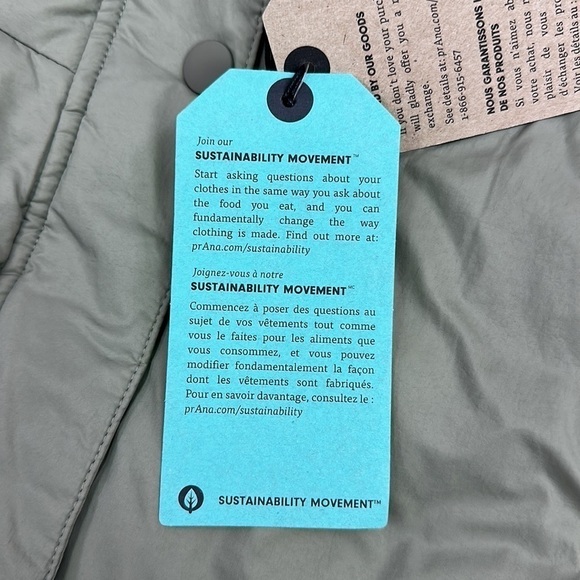 Join our
SUSTAINABILITY MOVEMENT™
Start asking questions about your
clothes in the same way you ask about
the food you eat, and you can
fundamentally change the way
clothing is made. Find out more at:
prAna.com/sustainability
Joignez-vous à notre
SUSTAINABILITY MOVEMENT MC
Commencez à poser des questions au
sujet de vos vêtements tout comme
vous le faites pour les aliments que
vous consommez, et vous pouvez
modifier fondamentalement la façon
dont les vêtements sont fabriqués.
Pour en savoir davantage, consultez le :
prAna.com/sustainability
SUSTAINABILITY MOVEMENT™
BY OUR GOODS
you don't love your purc
will gladly offer you a r
exchange.
See details at: prAna.com
1-866-915-6457
NOUS GARANTISSONS
DE NOS PRODUITS
Si vous n'aimez
votre achat, nous
plaisir de vous
d'échanger les pro
Voir les détails au :